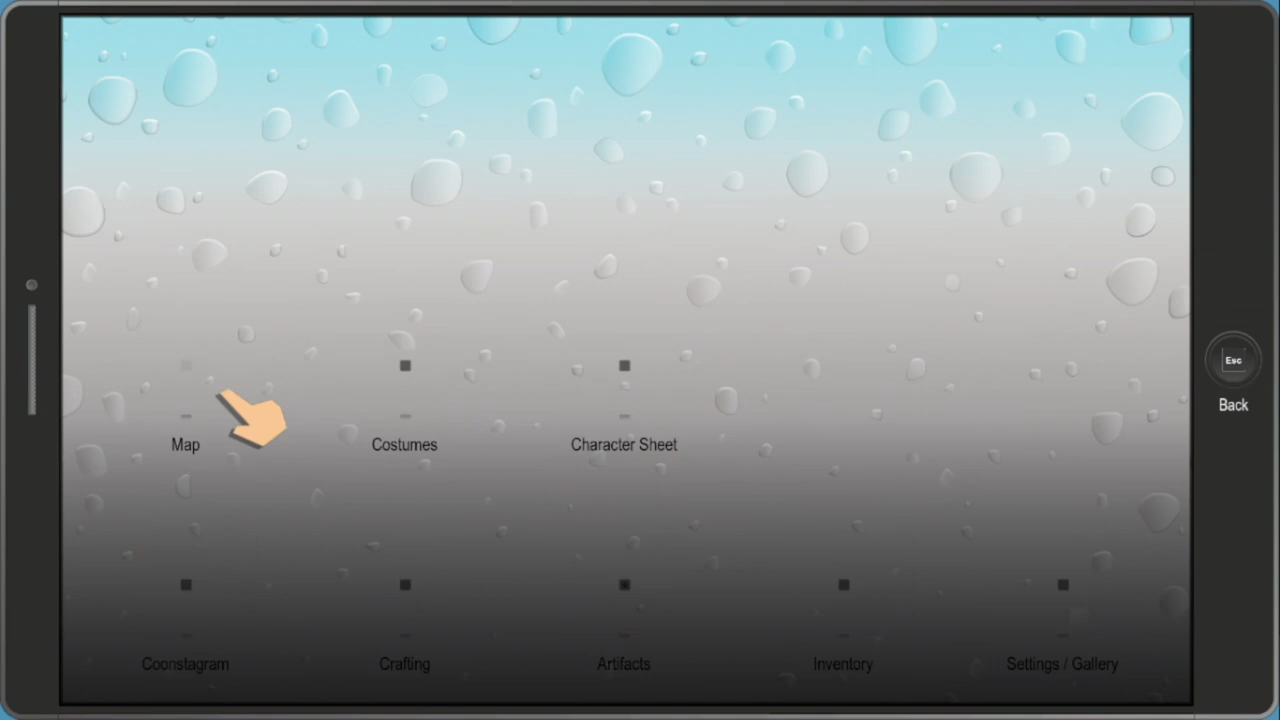 Esc
Back
Map
Costumes
Character Sheet
Coonstagram
Crafting
Artifacts
Inventory
Settings / Gallery